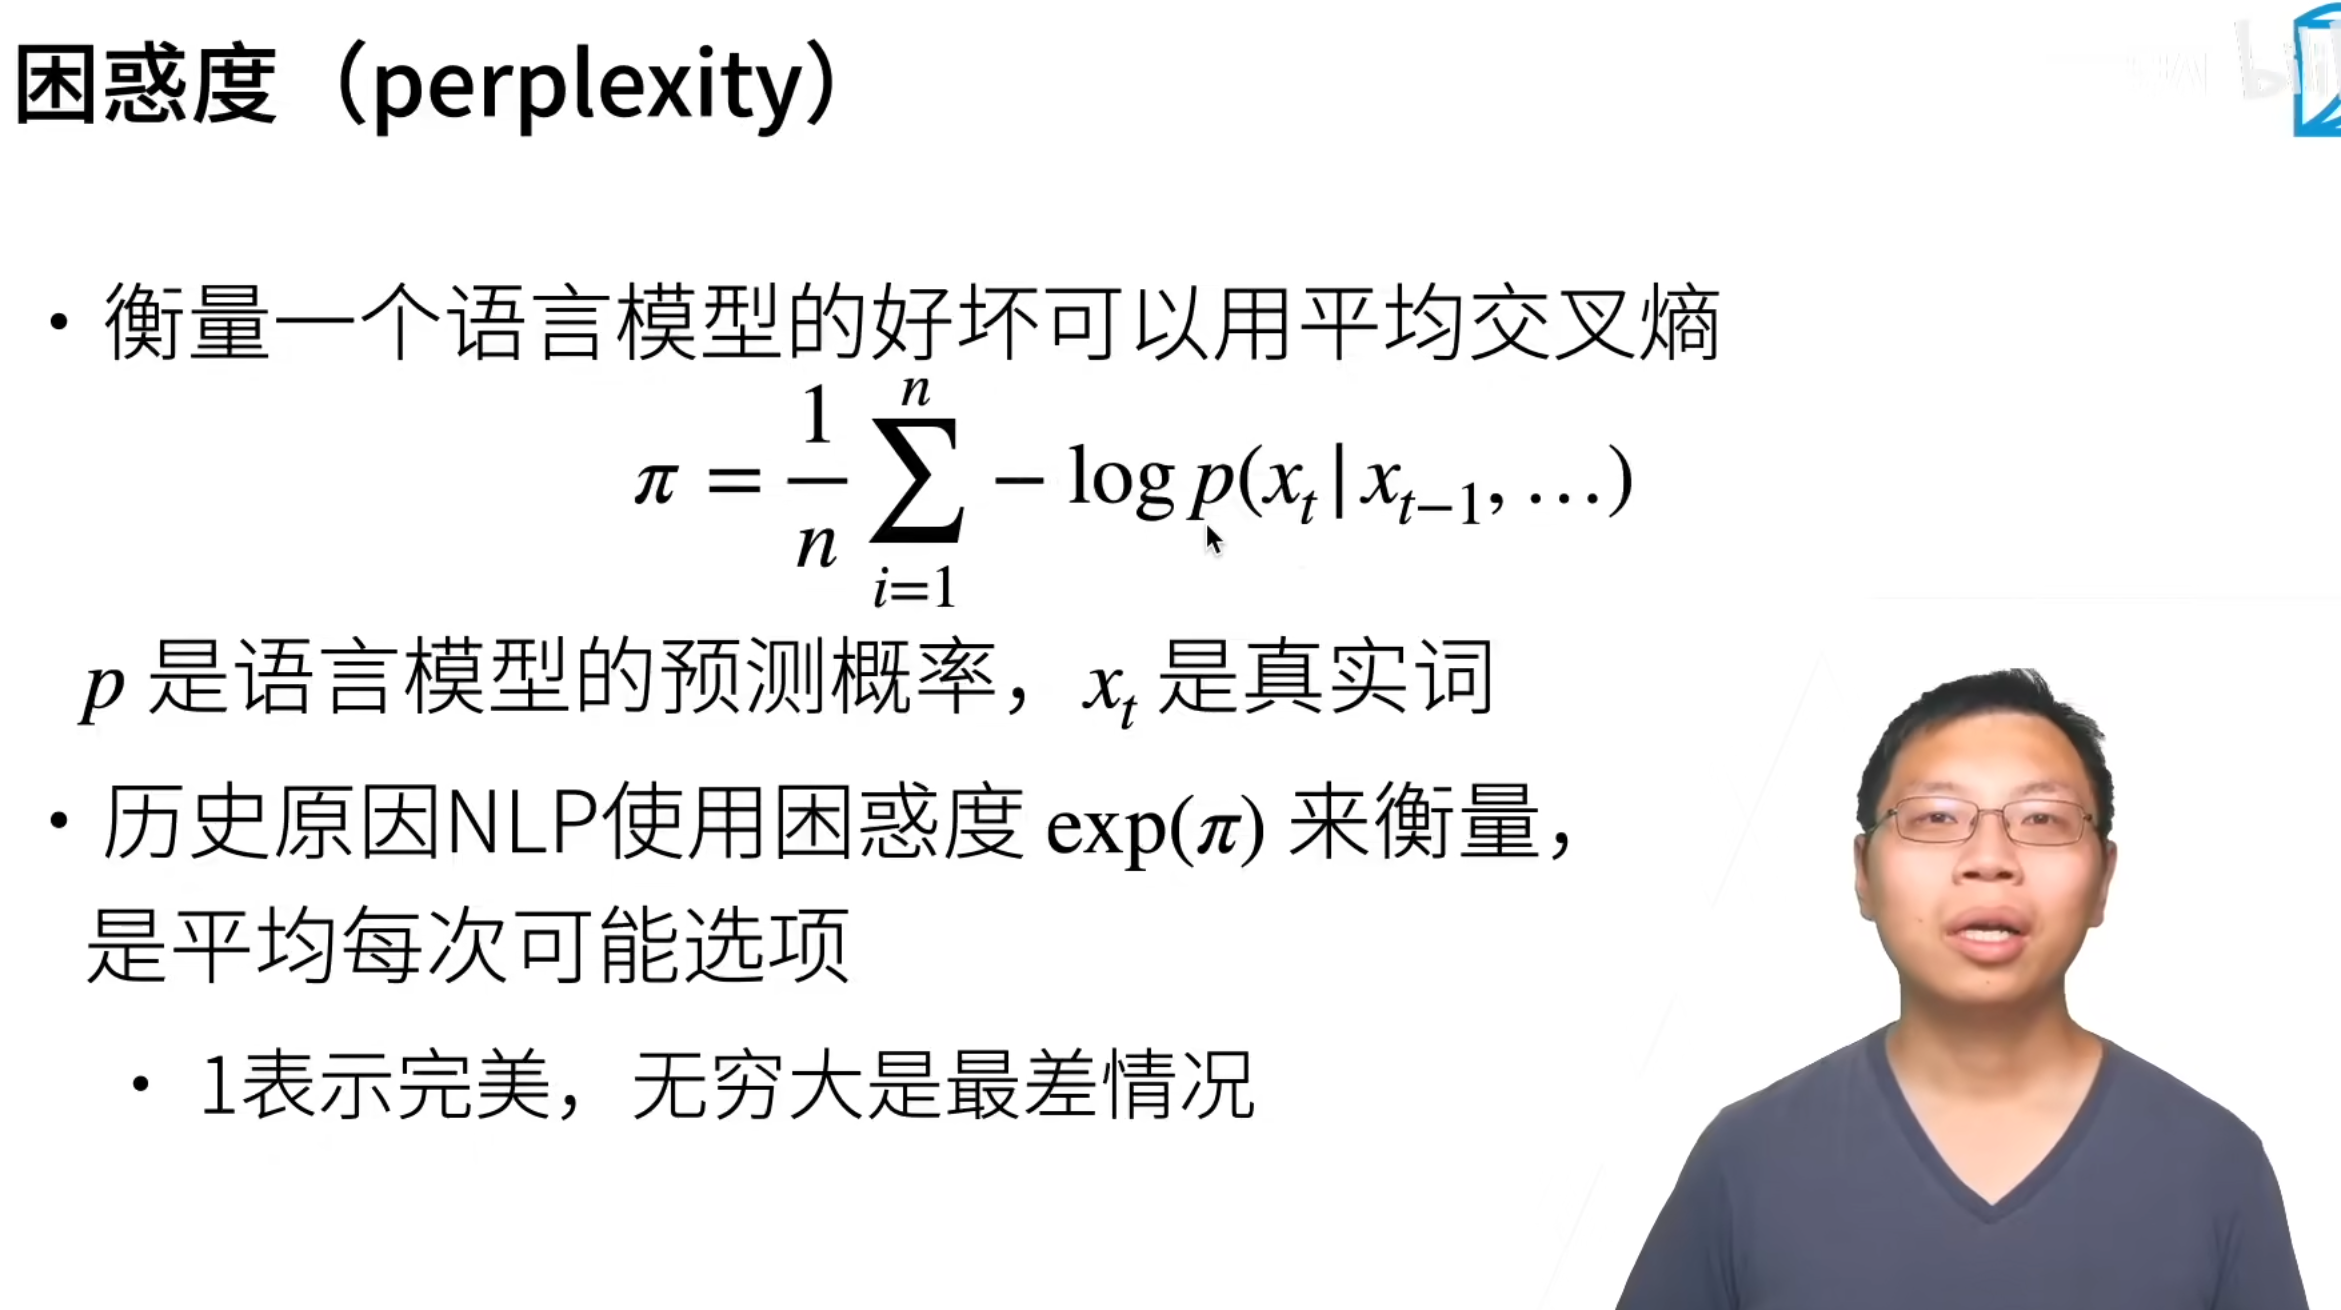 困惑度（perplexity）
• 衡量一个语言模型的好坏可以用平均交叉熵
π = \frac{1}{n} \sum_{i=1}^{n} − log p(x_t | x_{t−1}, …)
p 是语言模型的预测概率，x_t 是真实词
• 历史原因NLP使用困惑度 exp(π) 来衡量，
是平均每次可能选项
• 1表示完美，无穷大是最差情况